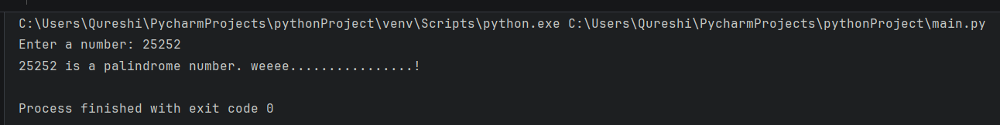 C:\Users\Qureshi\PycharmProjects\pythonProject\venv\Scripts\python.exe C:\Users\Qureshi\PycharmProjects\pythonProject\main.py
Enter a number: 25252
25252 is a palindrome number. weeee................!
Process finished with exit code 0